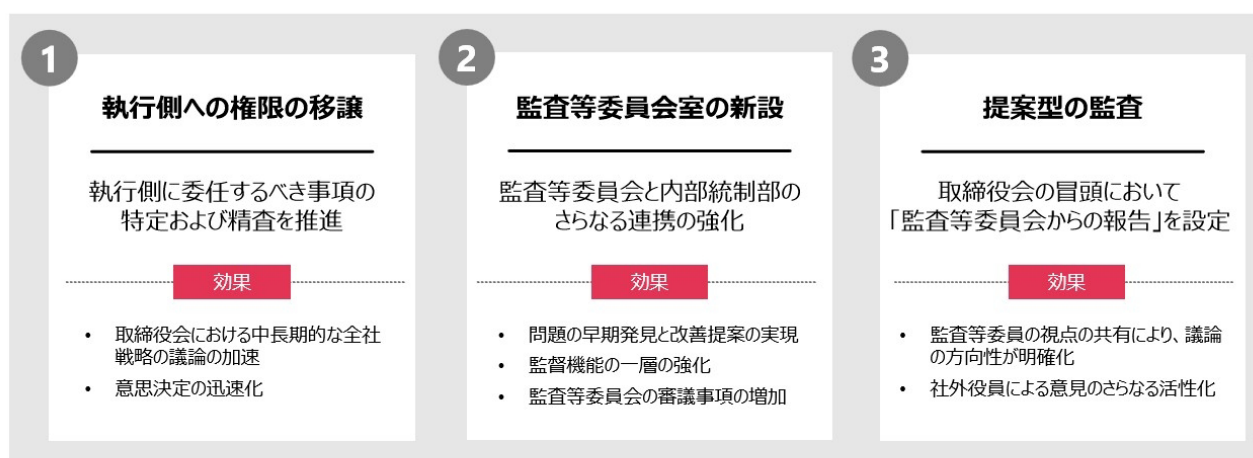 1
執行側への権限の移譲
執行側に委任するべき事項の
特定および精査を推進
効果
• 取締役会における中長期的な全社
戦略の議論の加速
• 意思決定の迅速化
2
監査等委員会室の新設
監査等委員会と内部統制部の
さらなる連携の強化
効果
• 問題の早期発見と改善提案の実現
• 監督機能の一層の強化
• 監査等委員会の審議事項の増加
3
提案型の監査
取締役会の冒頭において
「監査等委員会からの報告」を設定
効果
• 監査等委員の視点の共有により、議論
の方向性が明確化
• 社外役員による意見のさらなる活性化